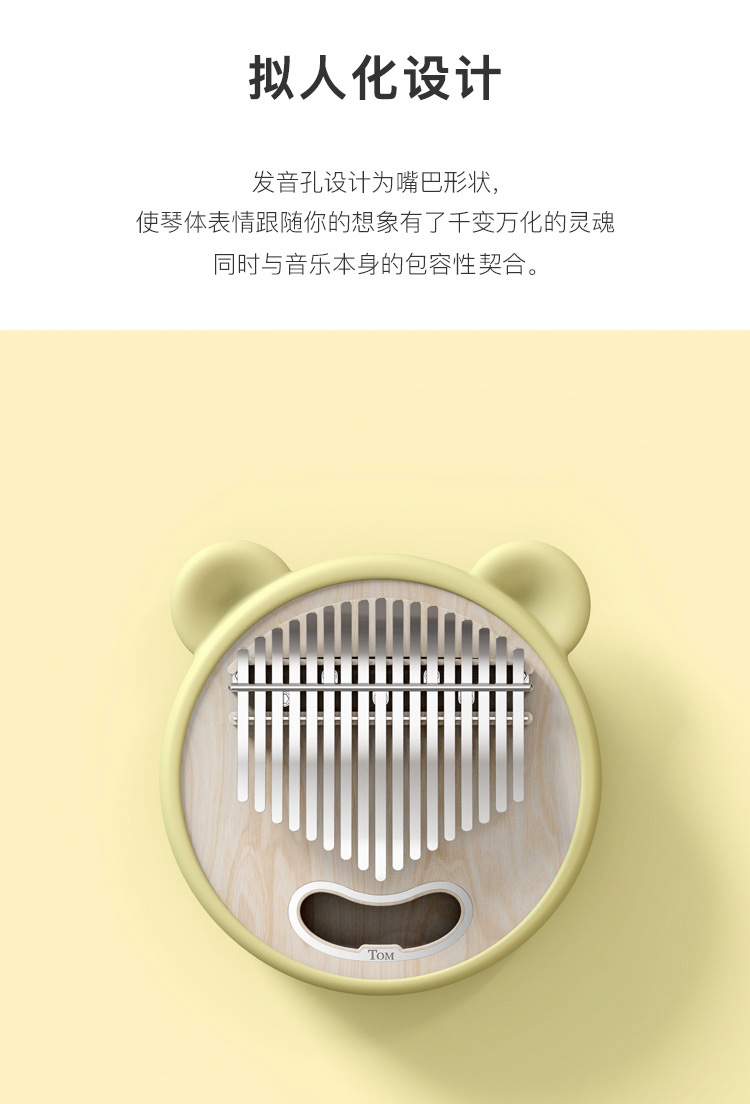 拟人化设计
发音孔设计为嘴巴形状,
使琴体表情跟随你的想象有了千变万化的灵魂
同时与音乐本身的包容性契合。
TOM